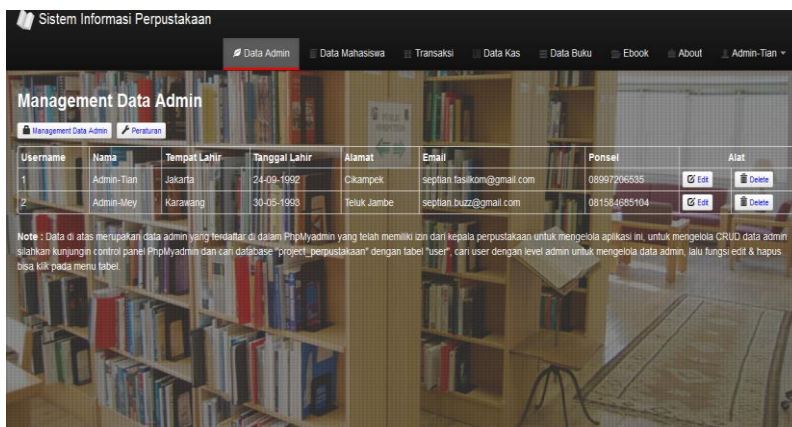 Sistem Informasi Perpustakaan
Data Admin Data Mahasiswa Transaksi Data Kas Data Buku Ebook About Admin-Tian
Management Data Admin
Management Data Admin Peraturan
Username Nama Tempat Lahir Tanggal Lahir Alamat Email Ponsel Alat
1 Admin-Tian Jakarta 24-09-1992 Cikampek septian.fasilkom@gmail.com 08997206535 Edit Delete
2 Admin-Mey Karawang 30-05-1993 Teluk Jambe septian.buzz@gmail.com 081584685104 Edit Delete
Note : Data di atas merupakan data admin yang terdaftar di dalam PhpMyadmin yang telah memiliki izin dari kepala perpustakaan untuk mengelola aplikasi ini, untuk mengelola CRUD data admin
silahkan kunjungin control panel PhpMyadmin dan cari database "project_perpustakaan" dengan tabel "user", cari user dengan level admin untuk mengelola data admin, lalu fungsi edit & hapus
bisa klik pada menu tabel.